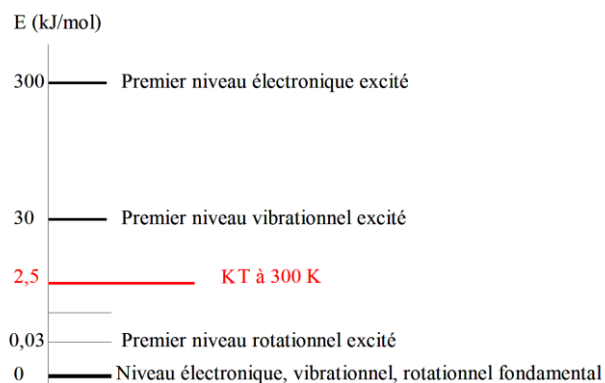 E (kJ/mol)
300 Premier niveau électronique excité
30 Premier niveau vibrationnel excité
2,5 KT à 300 K
0,03 Premier niveau rotationnel excité
0 Niveau électronique, vibrationnel, rotationnel fondamental